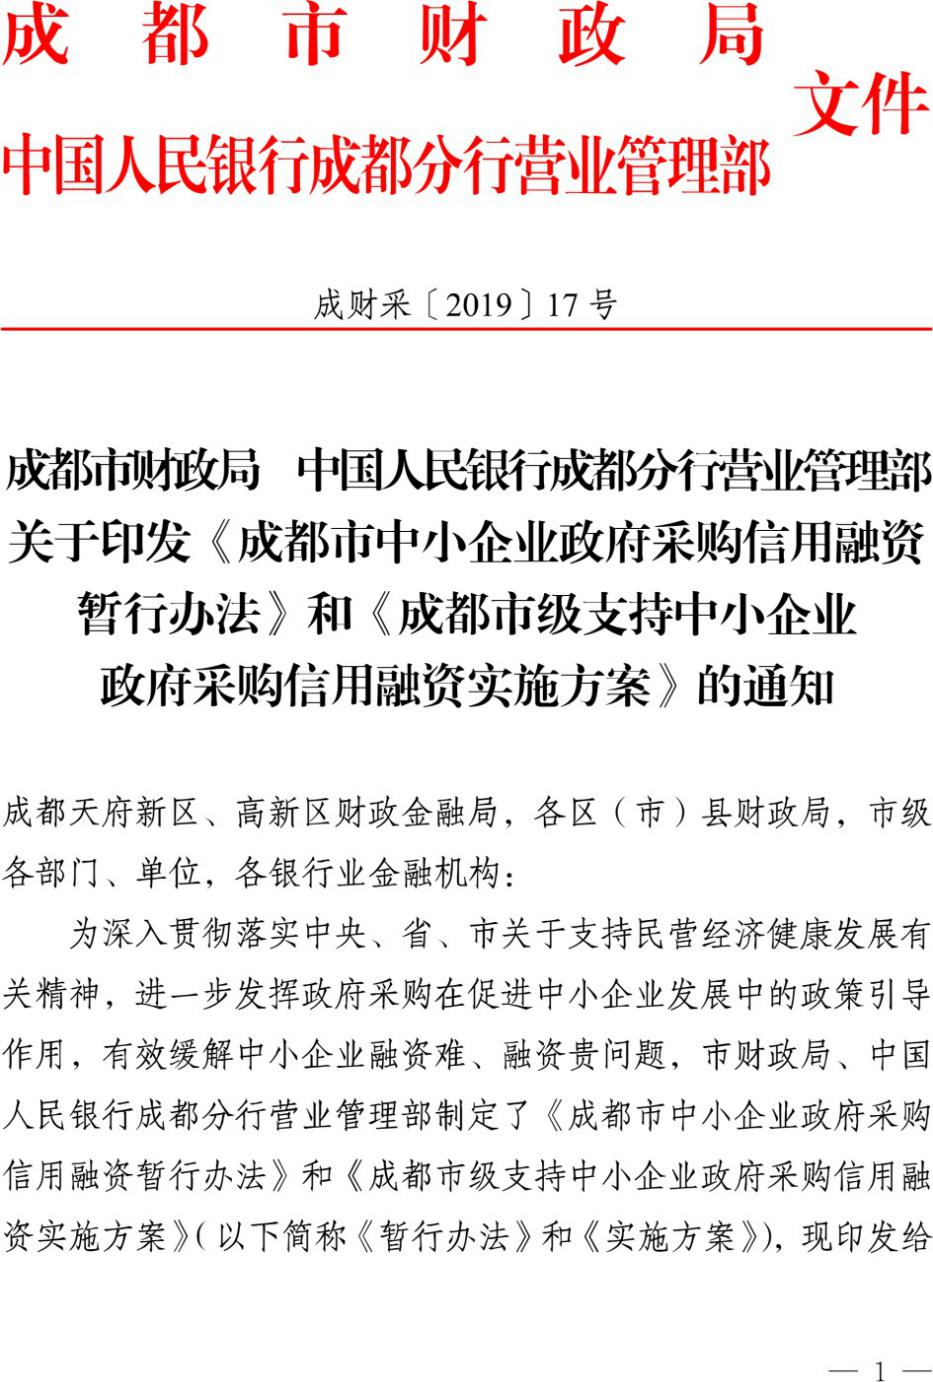 成都市财政局
文件
中国人民银行成都分行营业管理部
成财采〔2019〕17号
成都市财政局 中国人民银行成都分行营业管理部
关于印发《成都市中小企业政府采购信用融资
暂行办法》和《成都市级支持中小企业
政府采购信用融资实施方案》的通知
成都天府新区、高新区财政金融局，各区（市）县财政局，市级
各部门、单位，各银行业金融机构：
为深入贯彻落实中央、省、市关于支持民营经济健康发展有
关精神，进一步发挥政府采购在促进中小企业发展中的政策引导
作用，有效缓解中小企业融资难、融资贵问题，市财政局、中国
人民银行成都分行营业管理部制定了《成都市中小企业政府采购
信用融资暂行办法》和《成都市级支持中小企业政府采购信用融
资实施方案》（以下简称《暂行办法》和《实施方案》），现印发给
— 1 —